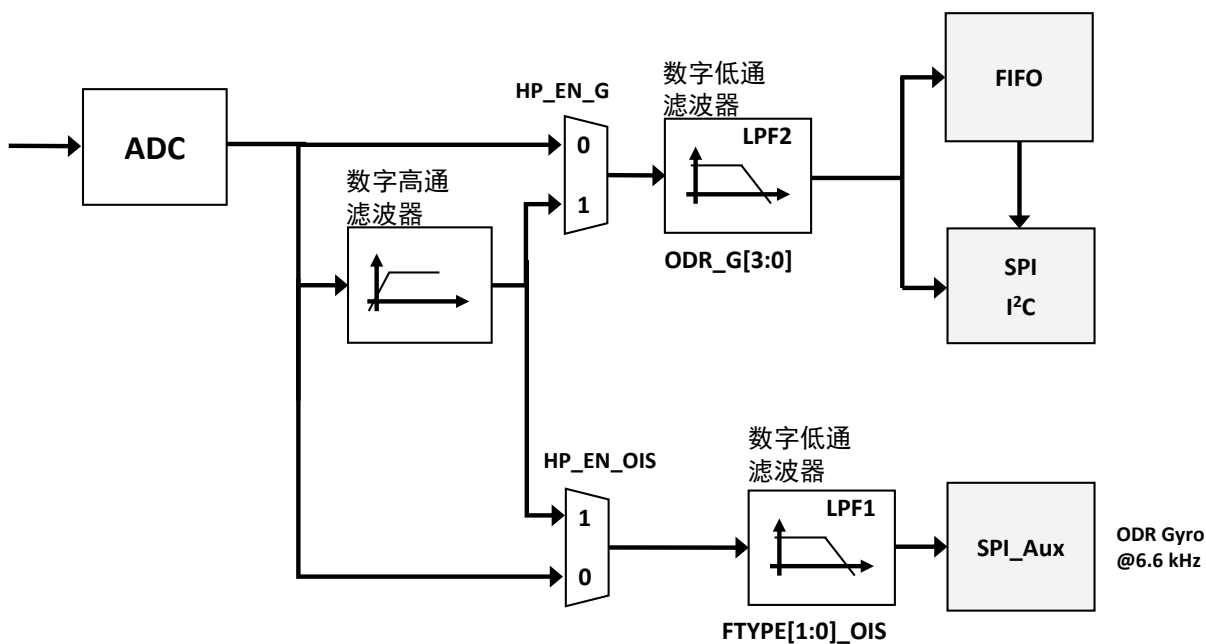 ADC
数字高通
滤波器
HP_EN_G
0
1
数字低通
滤波器
LPF2
ODR_G[3:0]
FIFO
SPI
I²C
HP_EN_OIS
1
0
数字低通
滤波器
LPF1
FTYPE[1:0]_OIS
SPI_Aux
ODR Gyro
@6.6 kHz